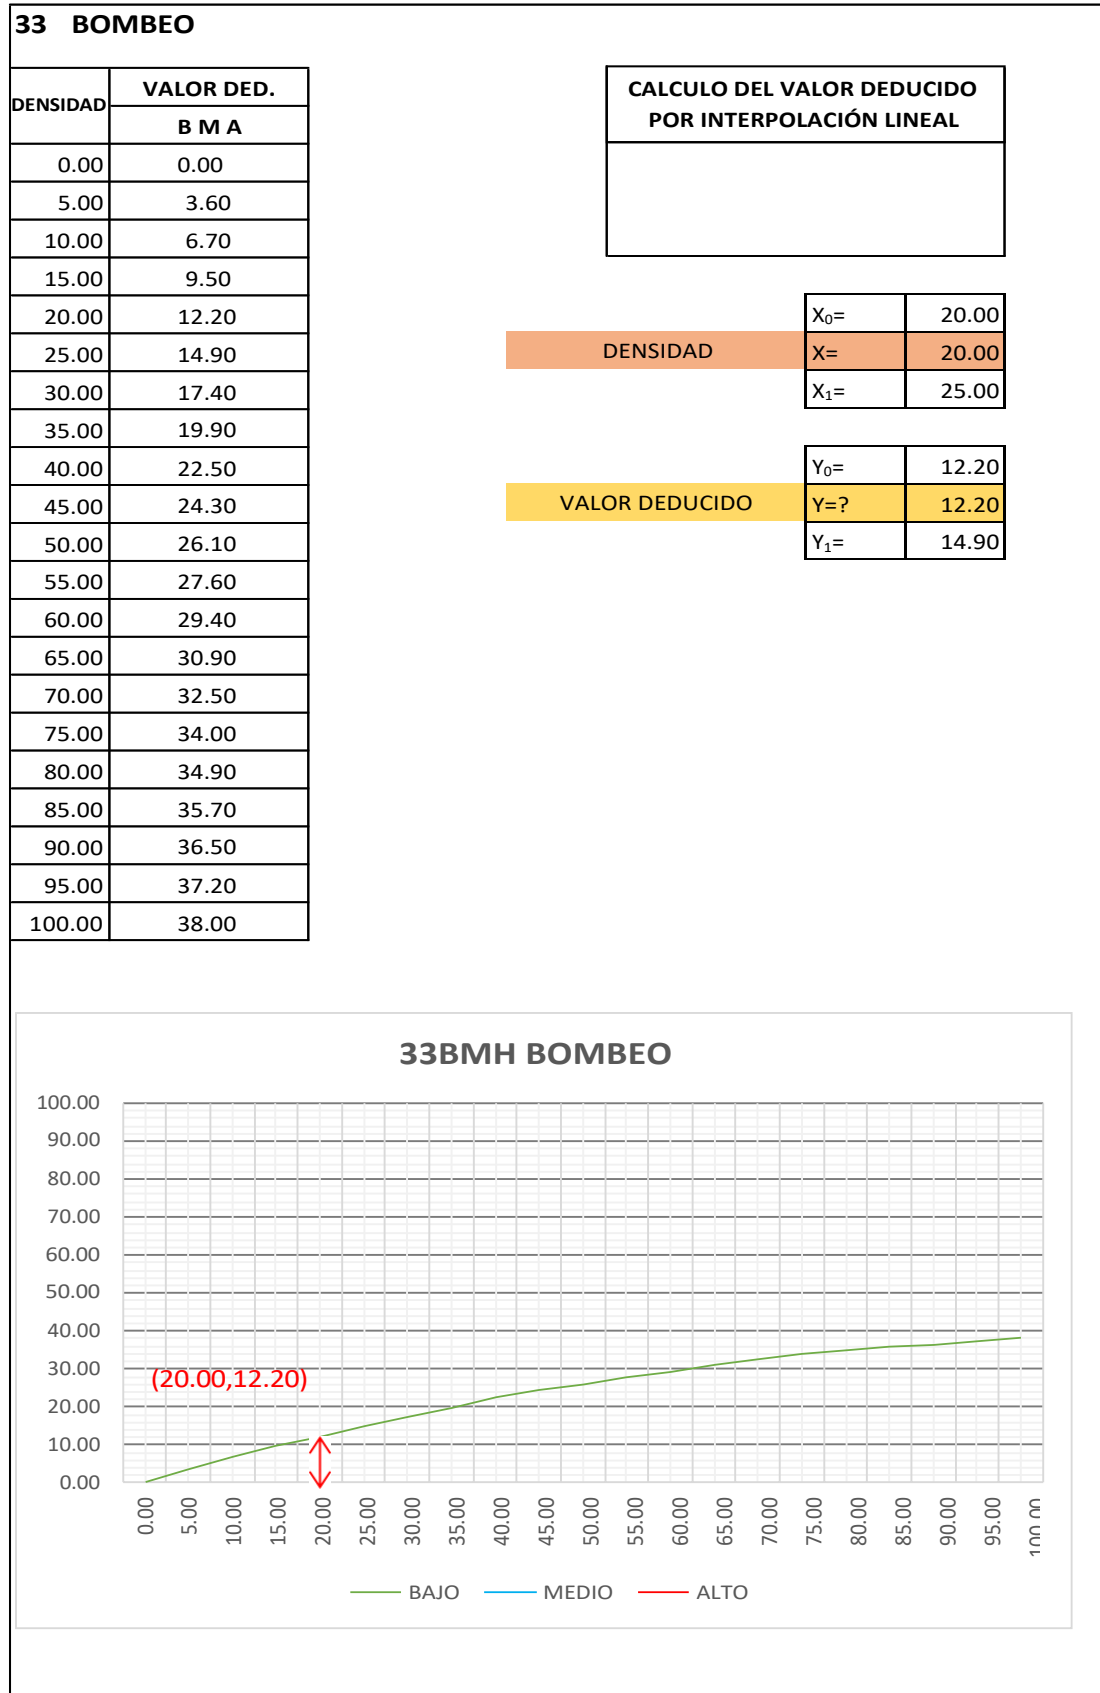 33 BOMBEO
DENSIDAD VALOR DED.
B M A
0.00 0.00
5.00 3.60
10.00 6.70
15.00 9.50
20.00 12.20
25.00 14.90
30.00 17.40
35.00 19.90
40.00 22.50
45.00 24.30
50.00 26.10
55.00 27.60
60.00 29.40
65.00 30.90
70.00 32.50
75.00 34.00
80.00 34.90
85.00 35.70
90.00 36.50
95.00 37.20
100.00 38.00
CALCULO DEL VALOR DEDUCIDO
POR INTERPOLACIÓN LINEAL
X₀= 20.00
DENSIDAD X= 20.00
X₁= 25.00
Y₀= 12.20
VALOR DEDUCIDO Y=? 12.20
Y₁= 14.90
33BMH BOMBEO
100.00
90.00
80.00
70.00
60.00
50.00
40.00
30.00
20.00
10.00
0.00
(20.00,12.20)
0.00 5.00 10.00 15.00 20.00 25.00 30.00 35.00 40.00 45.00 50.00 55.00 60.00 65.00 70.00 75.00 80.00 85.00 90.00 95.00 100.00
BAJO MEDIO ALTO